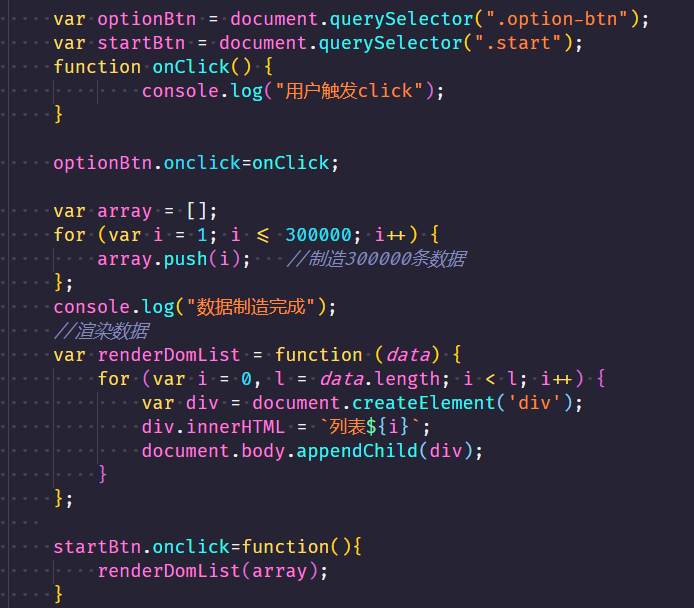 var optionBtn = document.querySelector(".option-btn");
var startBtn = document.querySelector(".start");
function onClick() {
console.log("用户触发click");
}
optionBtn.onclick=onClick;
var array = [];
for (var i = 1; i <= 300000; i++) {
array.push(i); //制造300000条数据
};
console.log("数据制造完成");
//渲染数据
var renderDomList = function (data) {
for (var i = 0, l = data.length; i < l; i++) {
var div = document.createElement('div');
div.innerHTML = `列表${i}`;
document.body.appendChild(div);
}
};
startBtn.onclick=function(){
renderDomList(array);
}